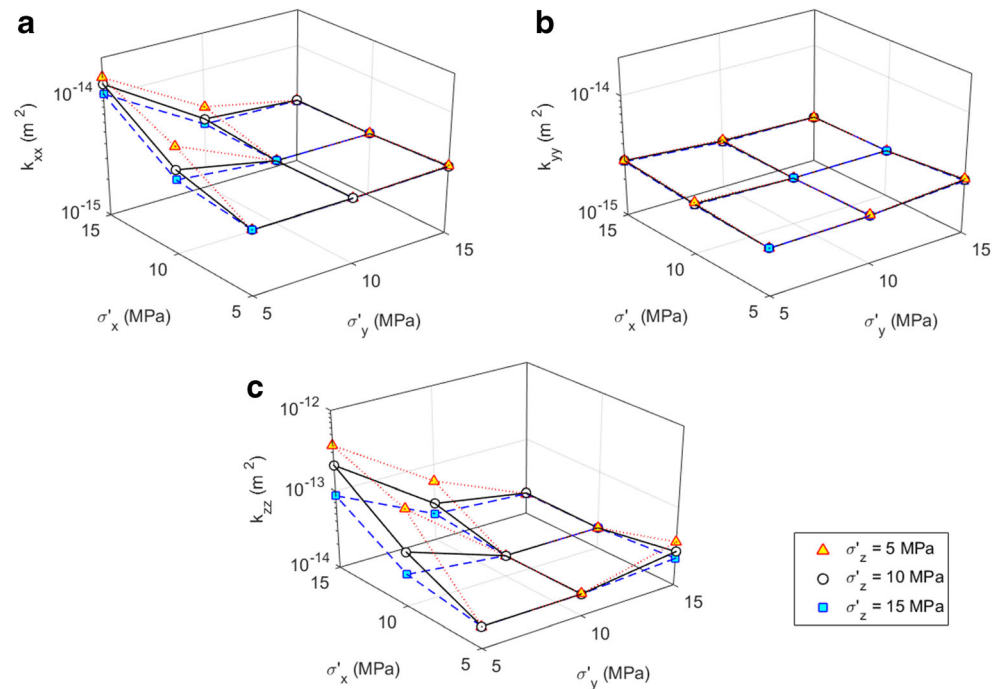 a
k_xx (m^2)
10^-14
10^-15
15
10
5
σ'_x (MPa)
5
10
15
σ'_y (MPa)
b
k_yy (m^2)
10^-14
10^-15
15
10
5
σ'_x (MPa)
5
10
15
σ'_y (MPa)
c
k_zz (m^2)
10^-12
10^-13
10^-14
15
10
5
σ'_x (MPa)
5
10
15
σ'_y (MPa)
σ'_z = 5 MPa
σ'_z = 10 MPa
σ'_z = 15 MPa